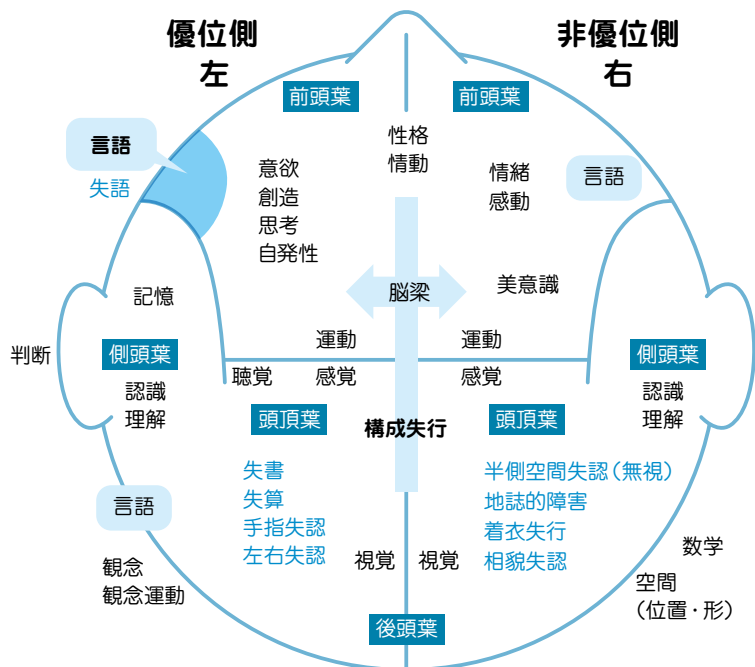 優位側
左
非優位側
右
前頭葉
前頭葉
言語
失語
性格
情動
意欲
創造
思考
自発性
情緒
感動
言語
記憶
脳梁
美意識
判断
側頭葉
認識
理解
運動
運動
聴覚
感覚
感覚
側頭葉
認識
理解
頭頂葉
構成失行
頭頂葉
失書
失算
手指失認
左右失認
半側空間失認(無視)
地誌的障害
着衣失行
相貌失認
言語
観念
観念運動
視覚
視覚
数学
空間
(位置・形)
後頭葉